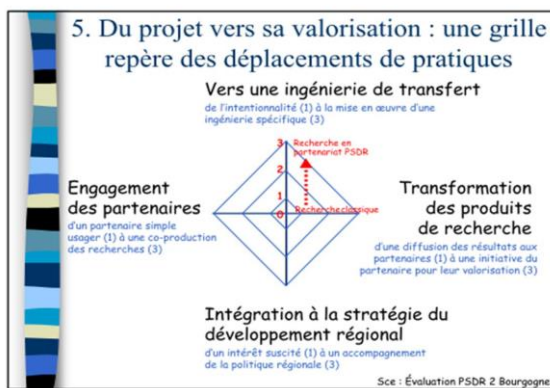 5. Du projet vers sa valorisation : une grille
repère des déplacements de pratiques
Vers une ingénierie de transfert
de l'intentionnalité (1) à la mise en œuvre d'une
ingénierie spécifique (3)
3
Recherche en
partenariat PSDR
2
1
0
Recherche classique
Engagement
des partenaires
d'un partenaire simple
usager (1) à une co-production
des recherches (3)
Transformation
des produits
de recherche
d'une diffusion des résultats aux
partenaires (1) à une initiative du
partenaire pour leur valorisation (3)
Intégration à la stratégie du
développement régional
d'un intérêt suscité (1) à un accompagnement
de la politique régionale (3)
Sce : Évaluation PSDR 2 Bourgogne